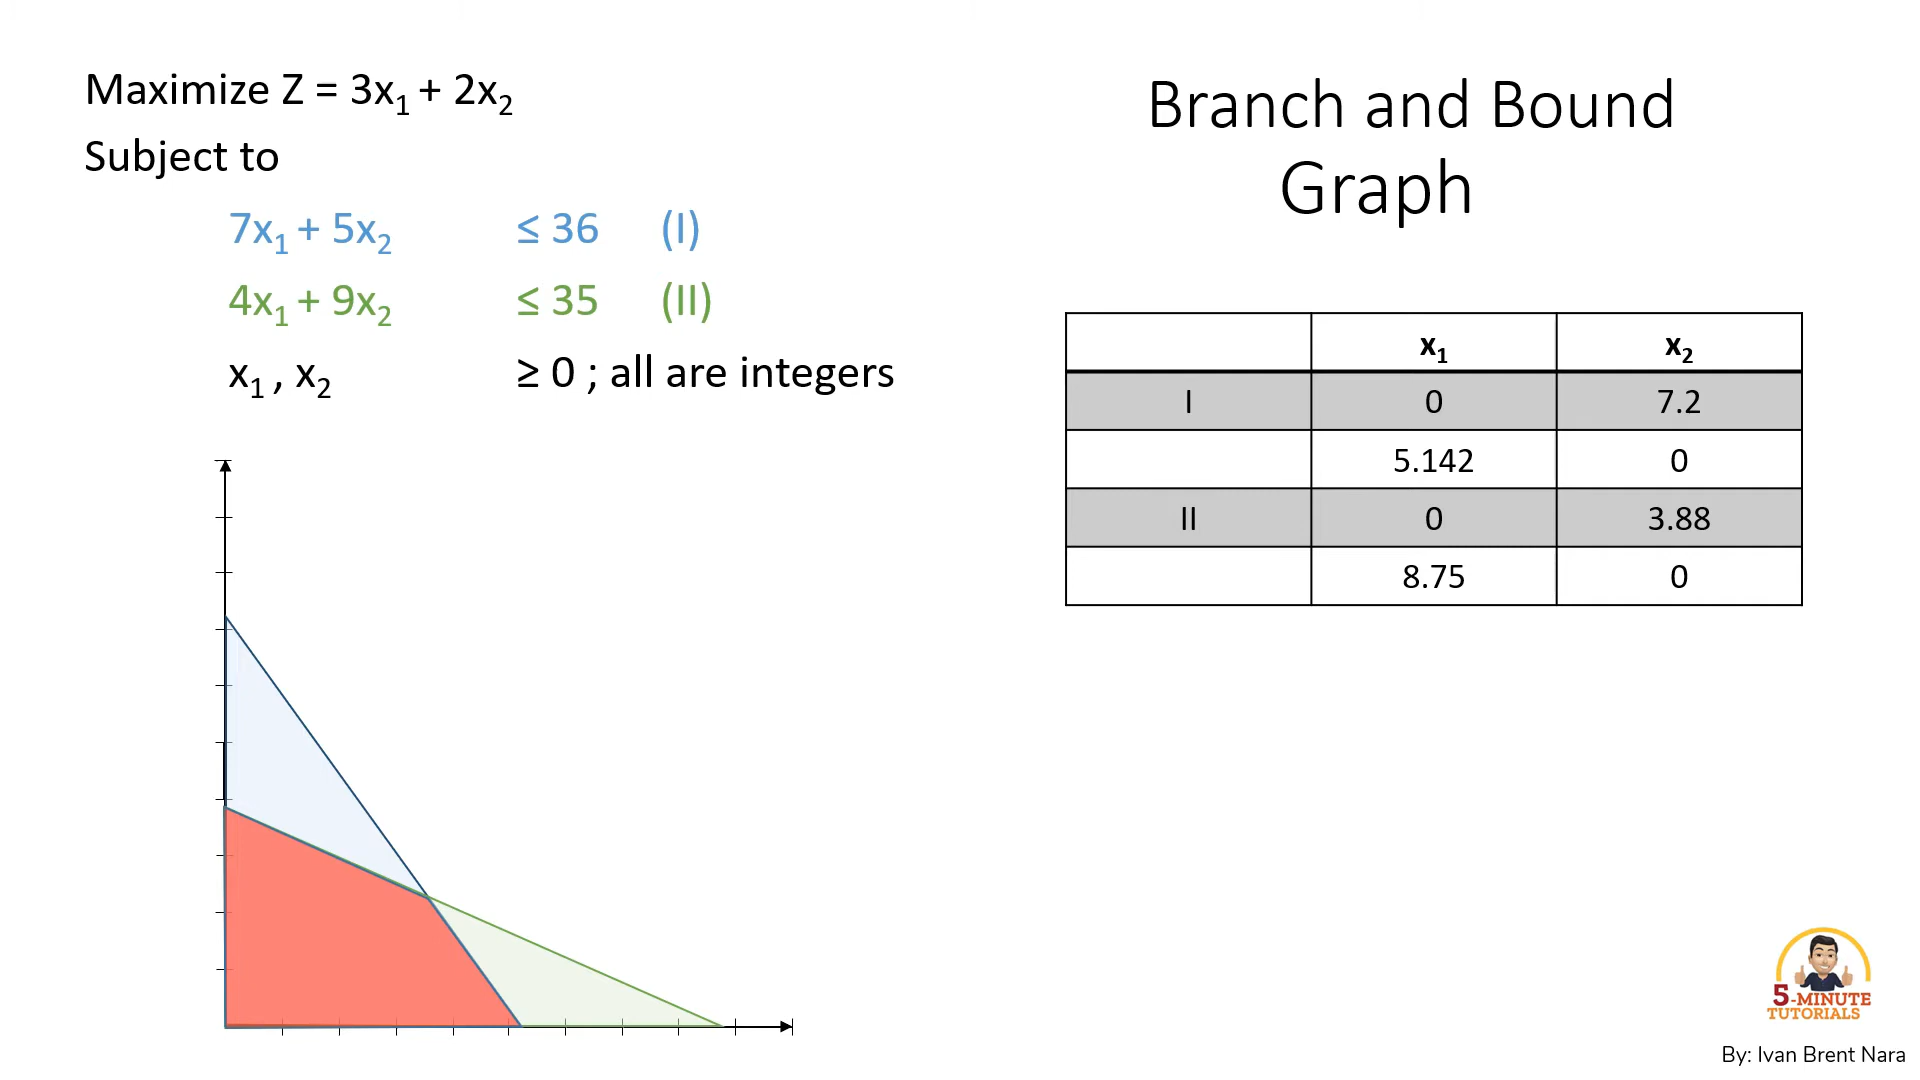 Maximize Z = 3x₁ + 2x₂
Subject to
7x₁ + 5x₂ ≤ 36 (I)
4x₁ + 9x₂ ≤ 35 (II)
x₁ , x₂ ≥ 0 ; all are integers
Branch and Bound
Graph
x₁ x₂
I 0 7.2
5.142 0
II 0 3.88
8.75 0
5-MINUTE
TUTORIALS
By: Ivan Brent Nara